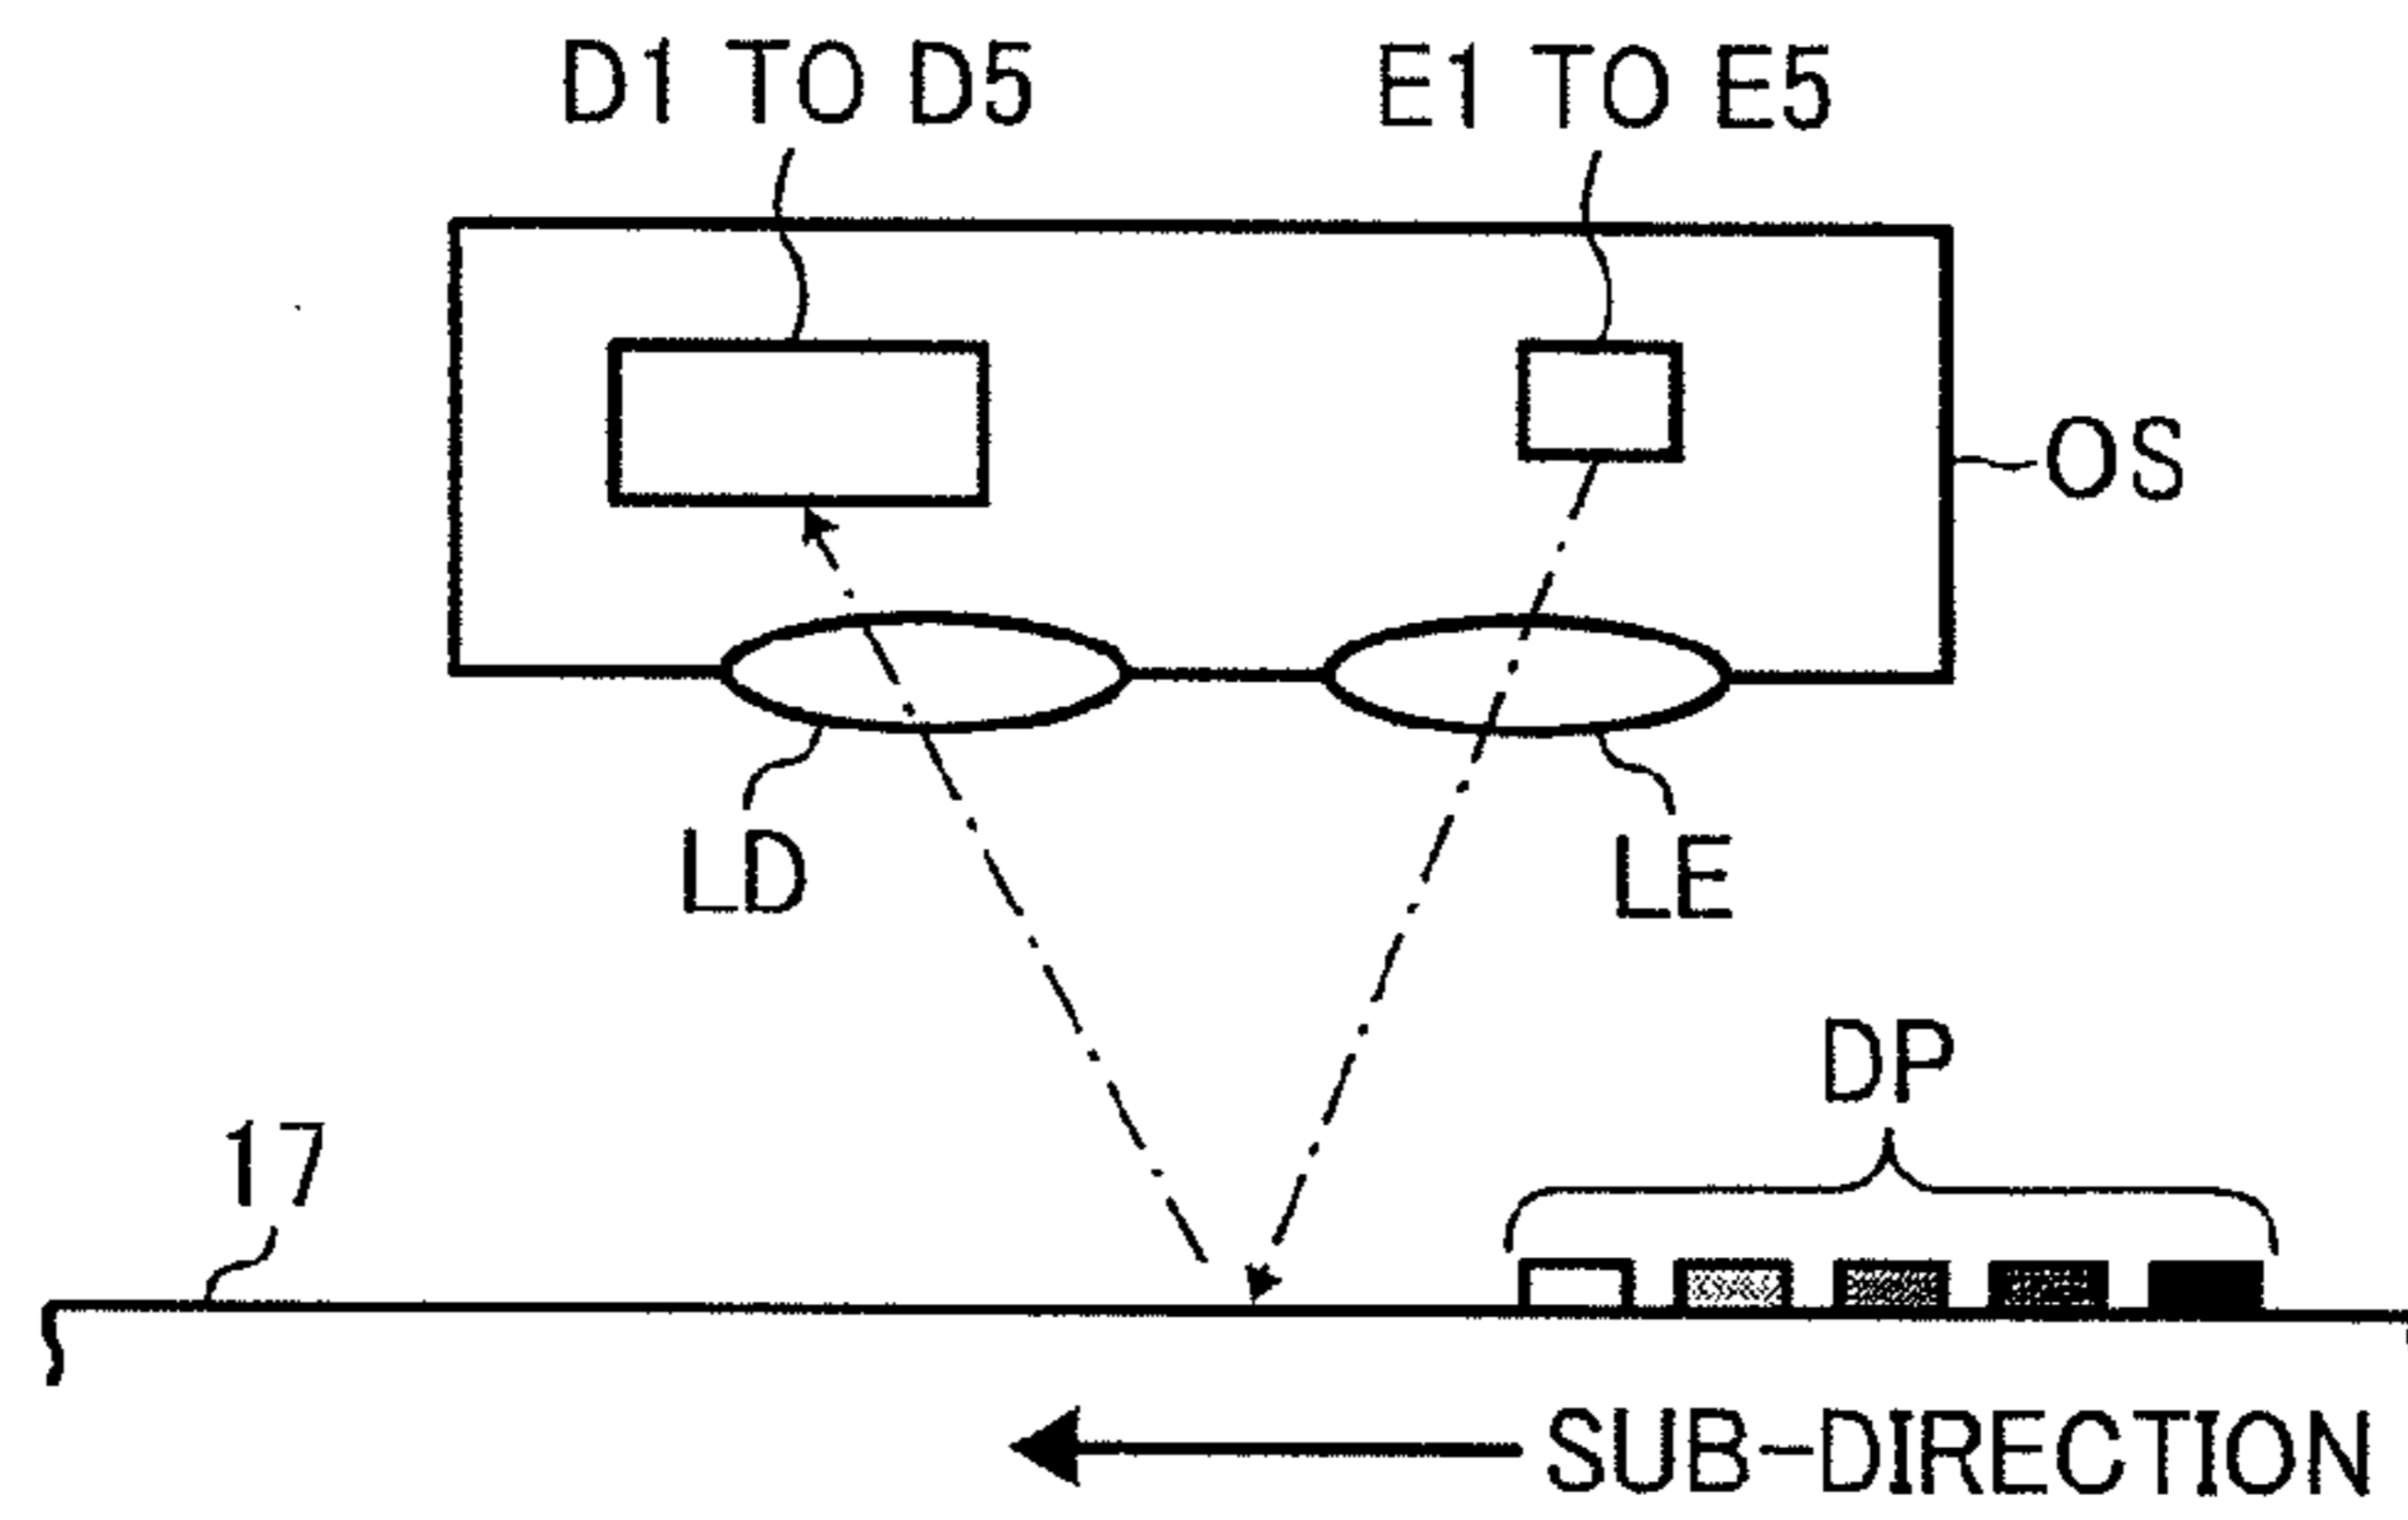 D1 TO D5
E1 TO E5
OS
LD
LE
DP
17
SUB-DIRECTION